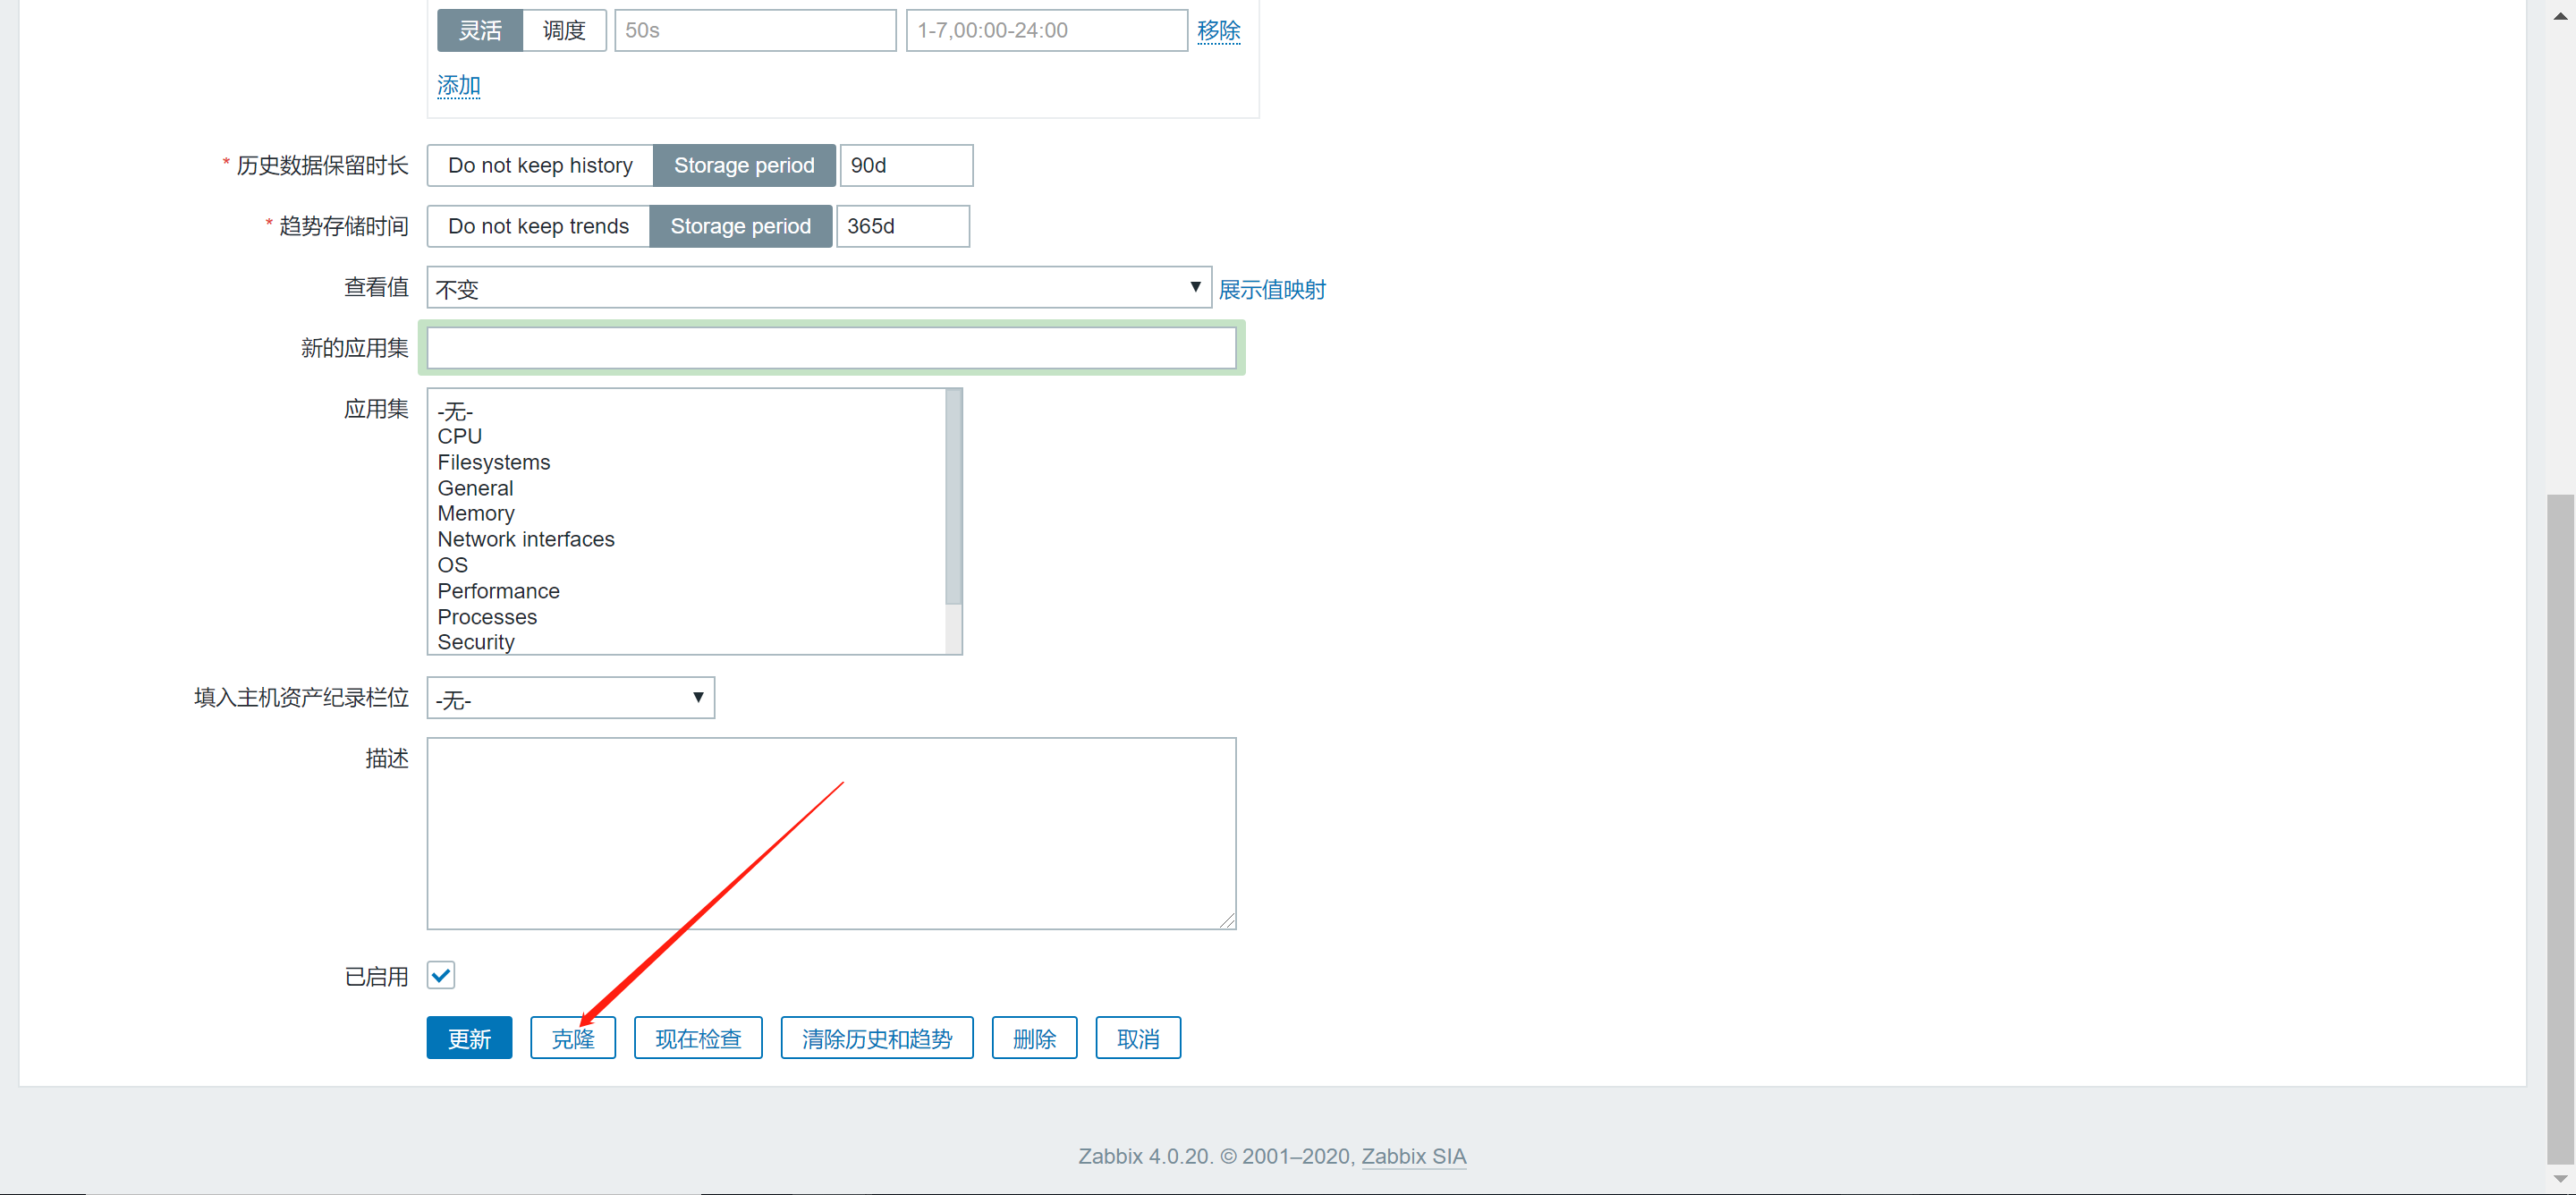 灵活 调度 50s 1-7,00:00-24:00 移除
添加
* 历史数据保留时长 Do not keep history Storage period 90d
* 趋势存储时间 Do not keep trends Storage period 365d
查看值 不变 展示值映射
新的应用集
应用集 -无-
CPU
Filesystems
General
Memory
Network interfaces
OS
Performance
Processes
Security
填入主机资产纪录栏位 -无-
描述
已启用
更新 克隆 现在检查 清除历史和趋势 删除 取消
Zabbix 4.0.20. © 2001–2020, Zabbix SIA